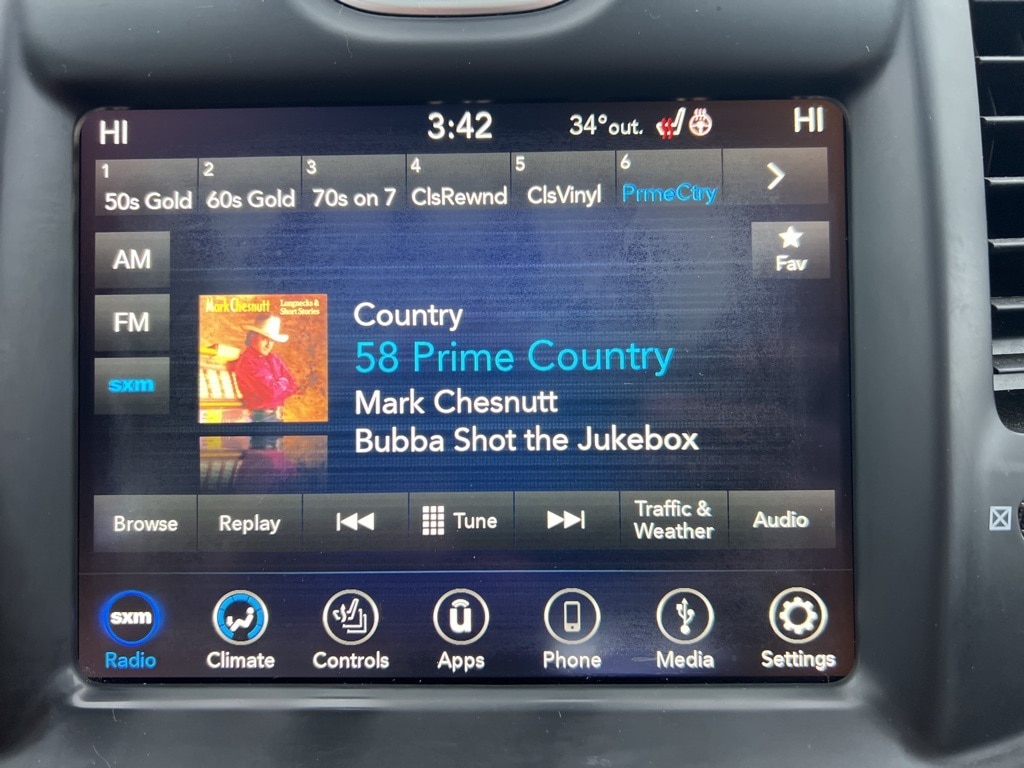 HI 3:42 34°out. HI
1 2 3 4 5 6
50s Gold 60s Gold 70s on 7 ClsRewnd ClsVinyl PrmeCtry
AM
Fav
FM
sxm
Mark Chesnutt Longnecks &
Short Stories
Country
58 Prime Country
Mark Chesnutt
Bubba Shot the Jukebox
Browse Replay Tune Traffic &
Weather Audio
sxm
Radio Climate Controls Apps Phone Media Settings